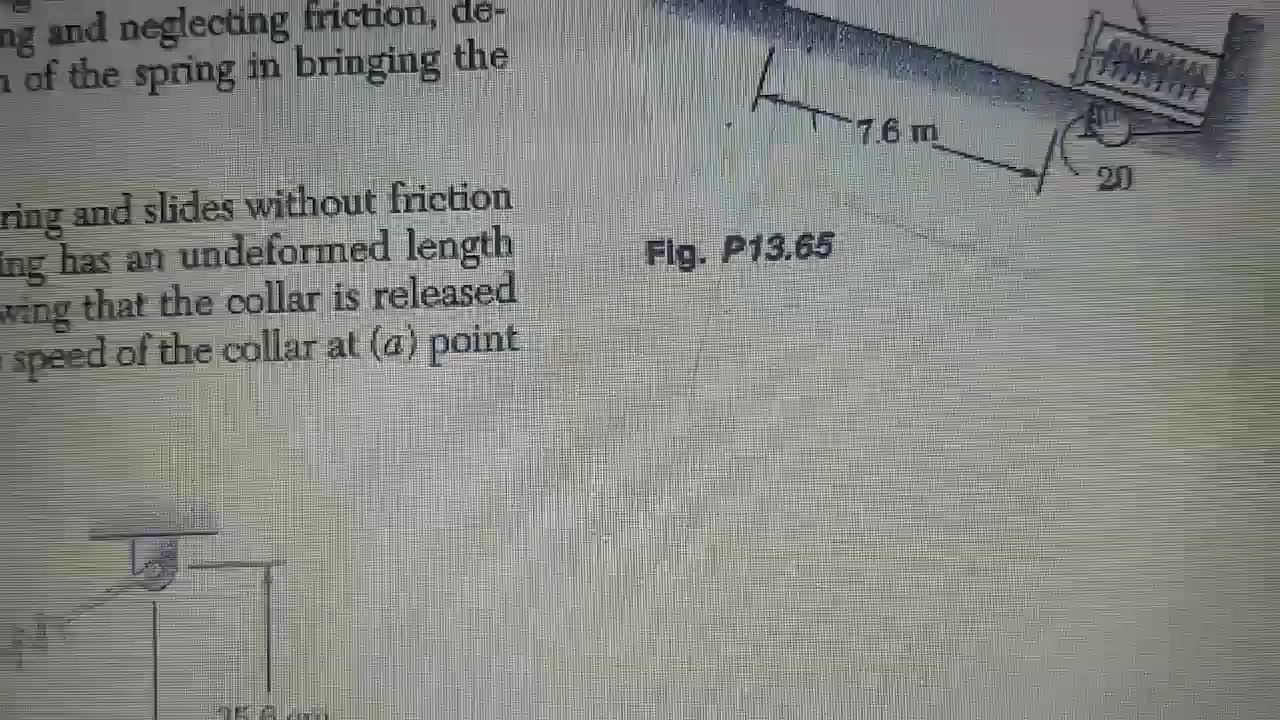 ng and neglecting friction, de-
of the spring in bringing the
7.6 m
20
ring and slides without friction
ing has an undeformed length
Fig. P13.65
wing that the collar is released
speed of the collar at (a) point